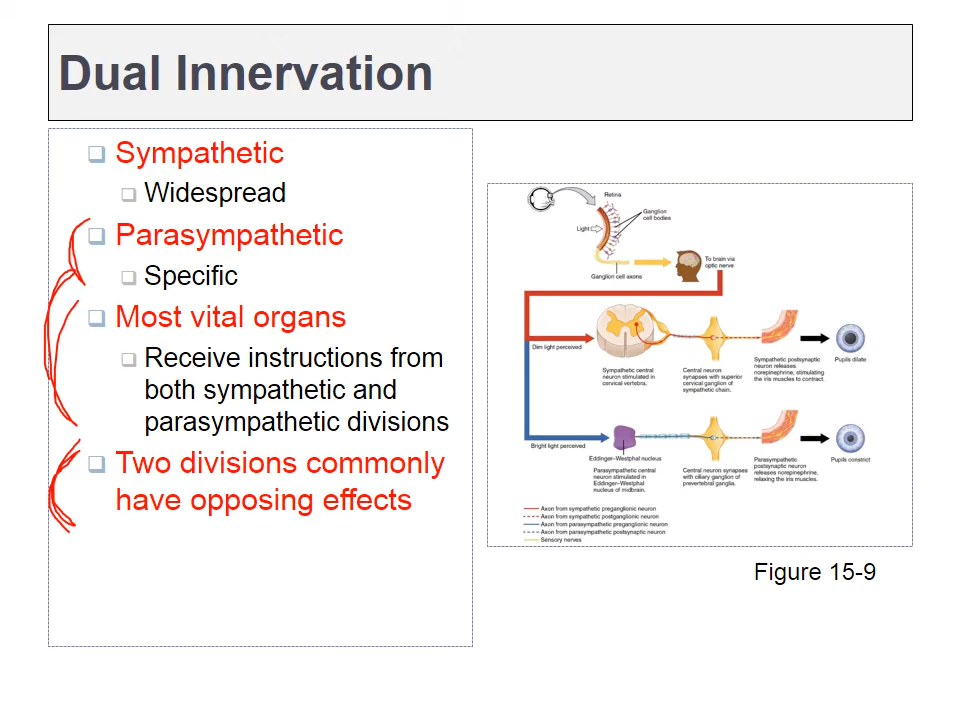 Dual Innervation
Sympathetic
Widespread
Parasympathetic
Specific
Most vital organs
Receive instructions from
both sympathetic and
parasympathetic divisions
Two divisions commonly
have opposing effects
Retina
Ganglion
cell bodies
Light
Ganglion cell axons
To brain via
optic nerve
Dim light perceived
Sympathetic central
neuron stimulated in
cervical vertebra.
Central neuron
synapses with superior
cervical ganglion of
sympathetic chain.
Sympathetic postsynaptic
neuron releases
norepinephrine, stimulating
the iris muscles to contract.
Pupils dilate
Bright light perceived
Eddinger–Westphal nucleus
Parasympathetic central
neuron stimulated in
Eddinger–Westphal
nucleus of midbrain.
Central neuron synapses
with ciliary ganglion of
prevertebral ganglia.
Parasympathetic
postsynaptic neuron
releases norepinephrine,
relaxing the iris muscles.
Pupils constrict
Axon from sympathetic preganglionic neuron
Axon from sympathetic postganglionic neuron
Axon from parasympathetic preganglionic neuron
Axon from parasympathetic postsynaptic neuron
Sensory nerves
Figure 15-9